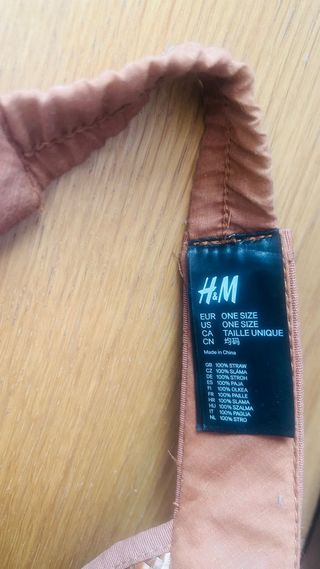 H&M
EUR ONE SIZE
US ONE SIZE
CA TAILLE UNIQUE
CN 均码
Made in China
GB 100% STRAW
CZ 100% SLÁMA
DE 100% STROH
ES 100% PAJA
FI 100% OLKEA
FR 100% PAILLE
HR 100% SLAMA
HU 100% SZALMA
IT 100% PAGLIA
NL 100% STRO